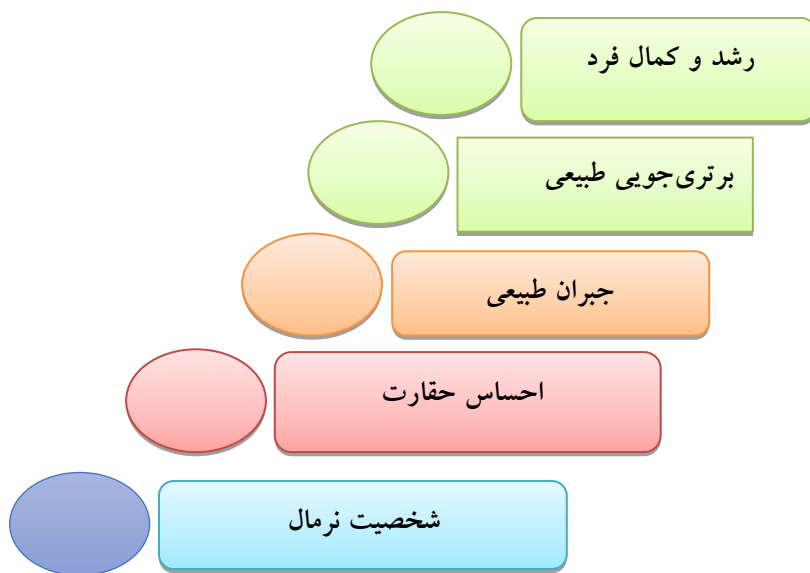 رشد و کمال فرد
برتری‌جویی طبیعی
جبران طبیعی
احساس حقارت
شخصیت نرمال